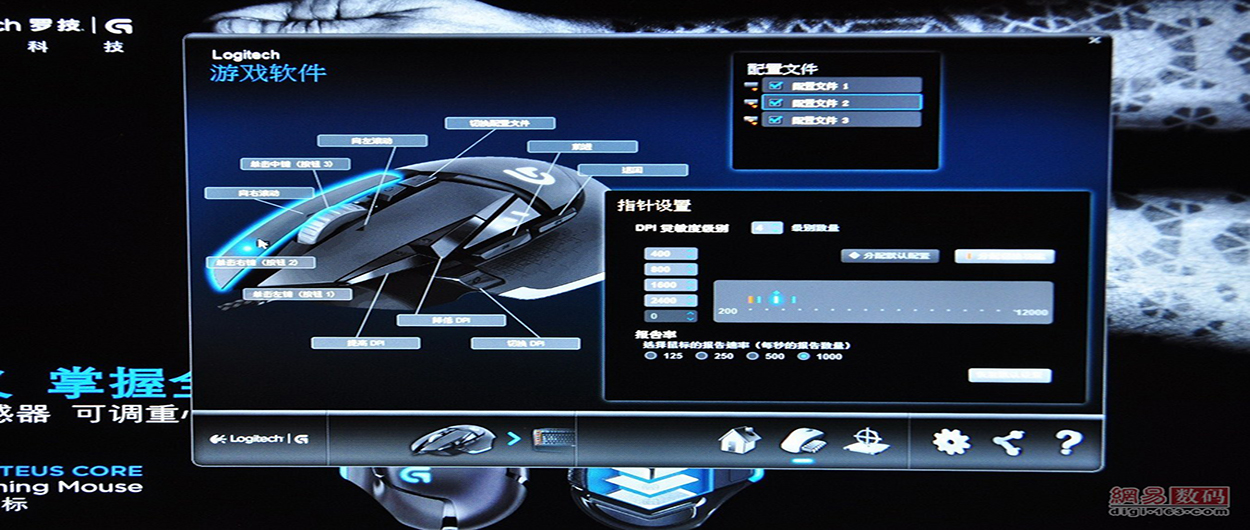 ch 罗技 | G
科 技
Logitech
游戏软件
配置文件
配置文件 1
配置文件 2
配置文件 3
切换配置文件
向左滚动
单击中键（按钮 3）
向右滚动
前进
后退
单击右键（按钮 2）
单击左键（按钮 1）
降低 DPI
提高 DPI
切换 DPI
指针设置
DPI 灵敏度级别
4
级别数量
400
800
1600
2400
0
分配默认配置
200
12000
报告率
选择鼠标的报告速率（每秒的报告数量）
125 250 500 1000
掌握全
感器 可调重心
TEUS CORE
ning Mouse
标
Logitech | G
網易 数码
digi·163·com